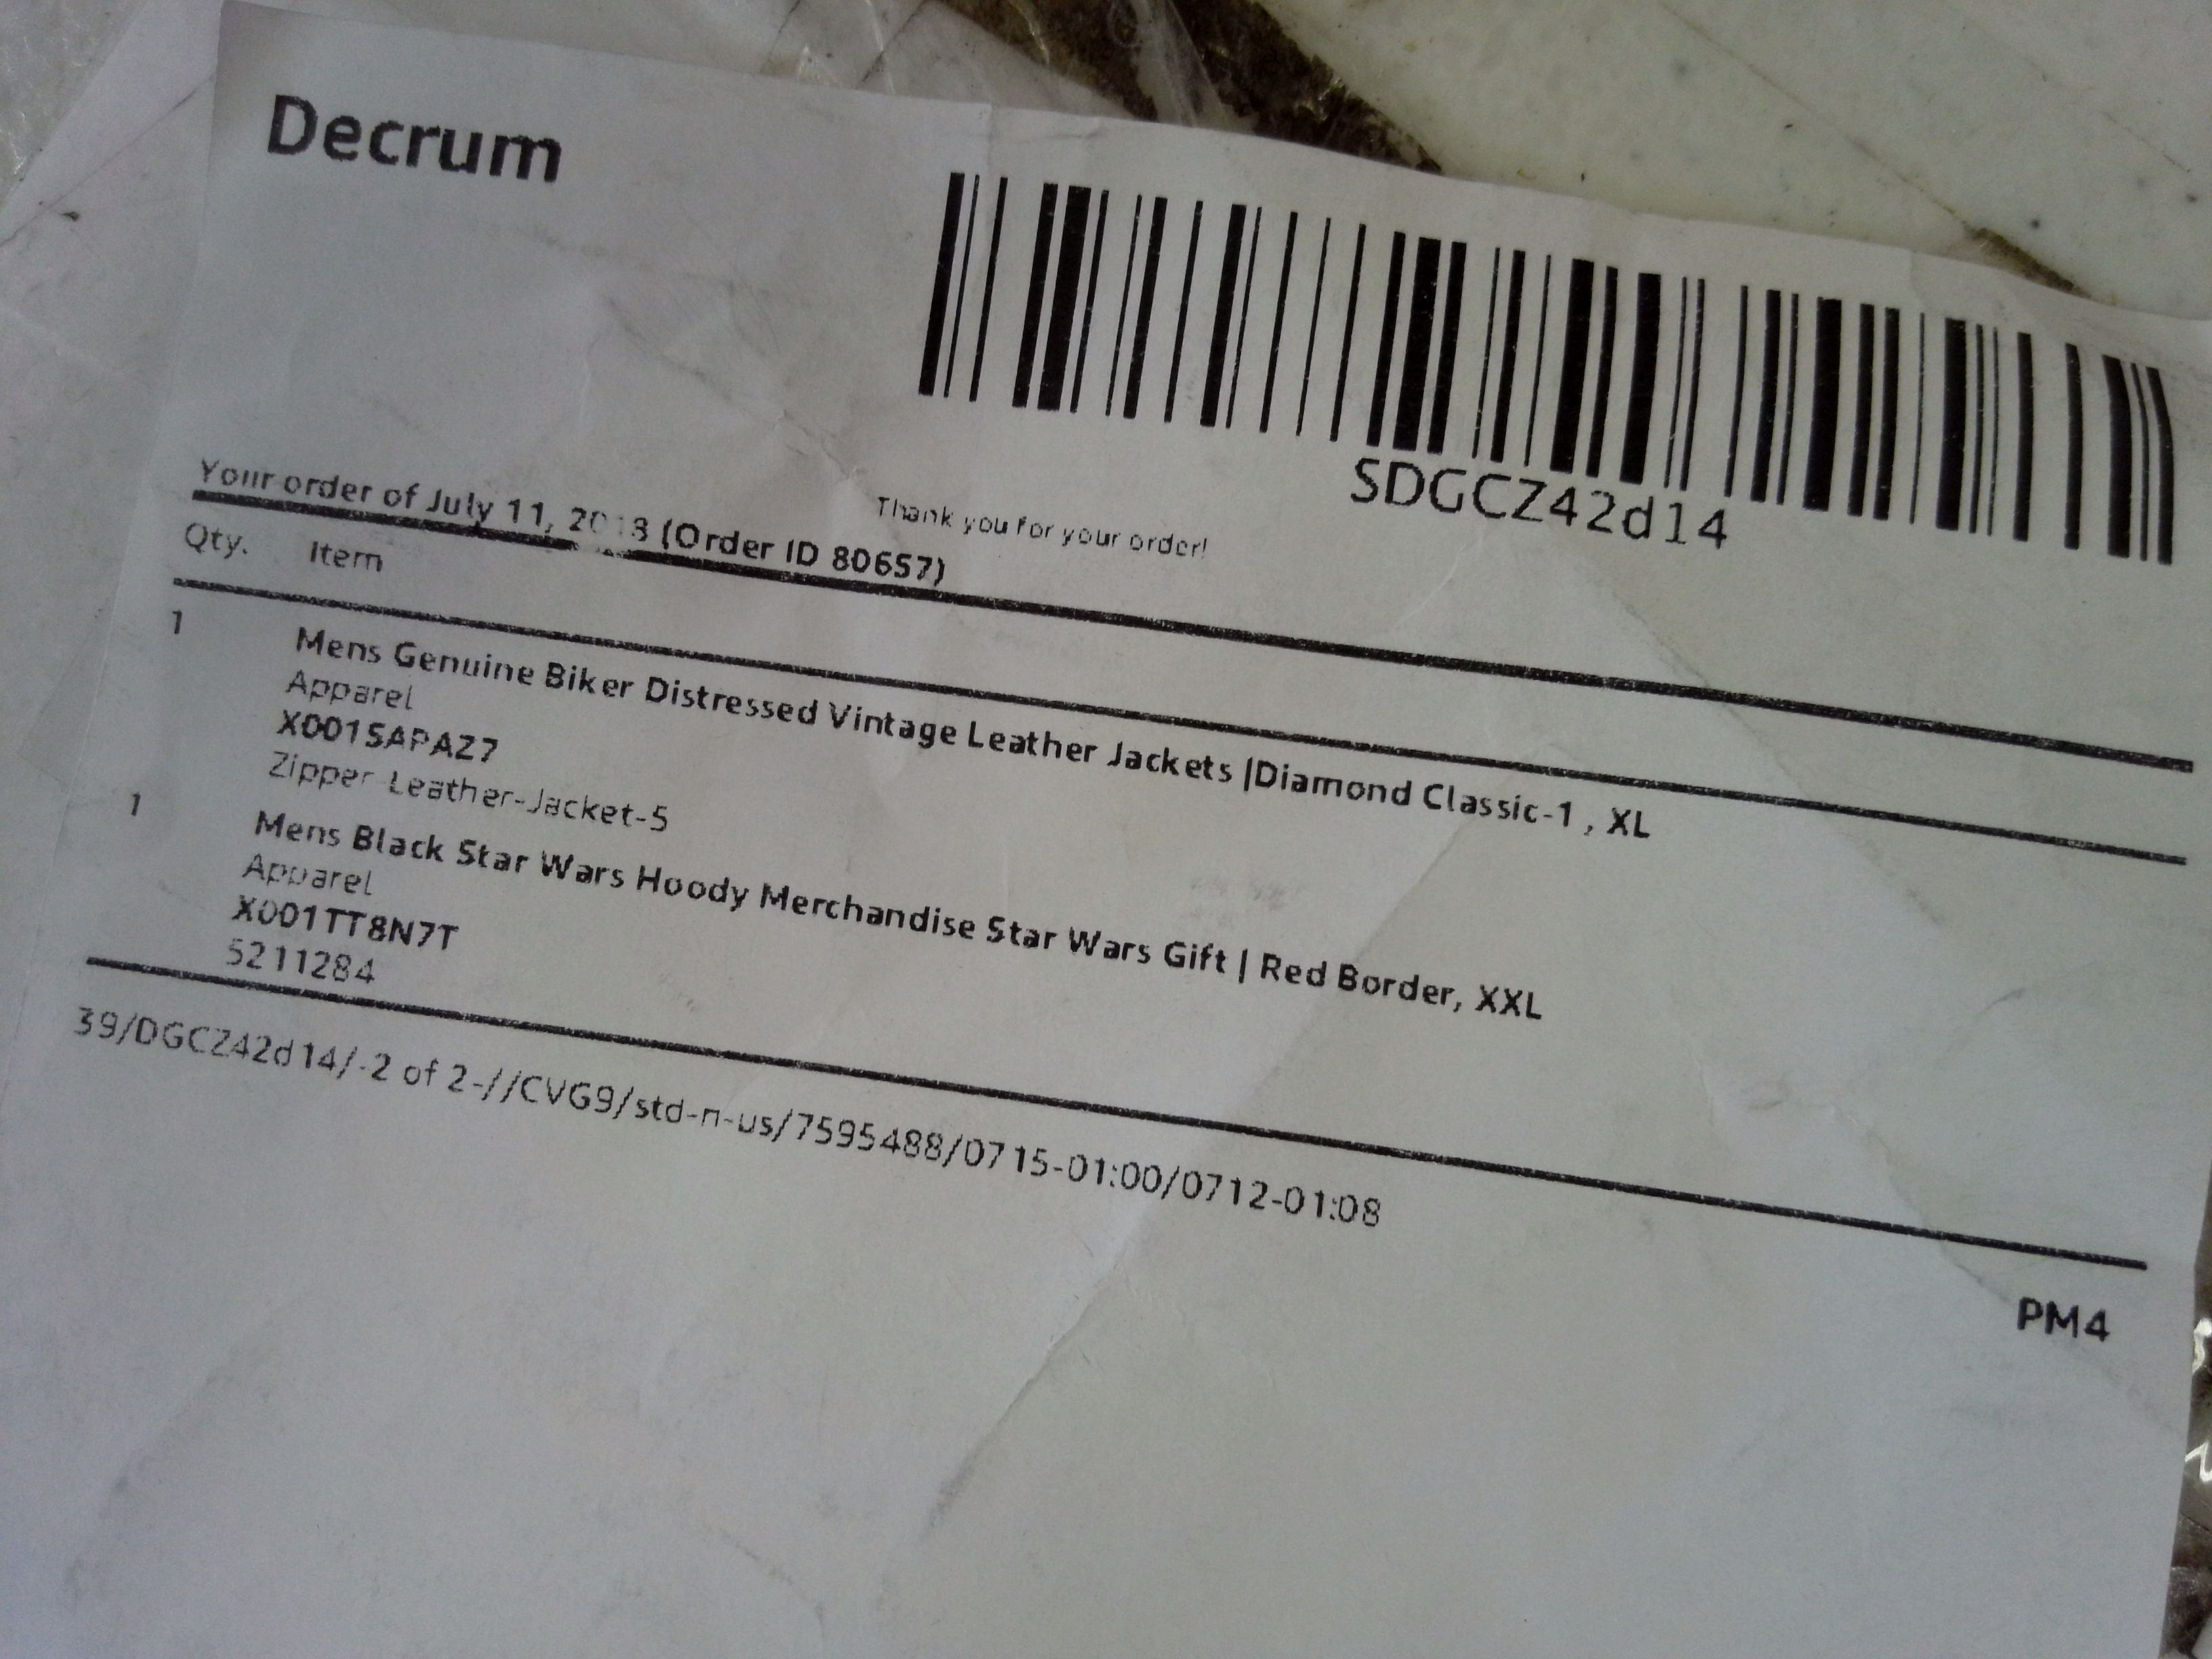 Decrum
SDGCZ42d14
Thank you for your order!
Your order of July 11, 2018 (Order ID 80657)
Qty. Item
1 Mens Genuine Biker Distressed Vintage Leather Jackets |Diamond Classic-1 , XL
Apparel
X001SAPAZ7
Zipper-Leather-Jacket-5
1 Mens Black Star Wars Hoody Merchandise Star Wars Gift | Red Border, XXL
Apparel
X001TT8N7T
5211284
39/DGCZ42d14/-2 of 2-//CVG9/std-n-us/7595488/0715-01:00/0712-01:08
PM4